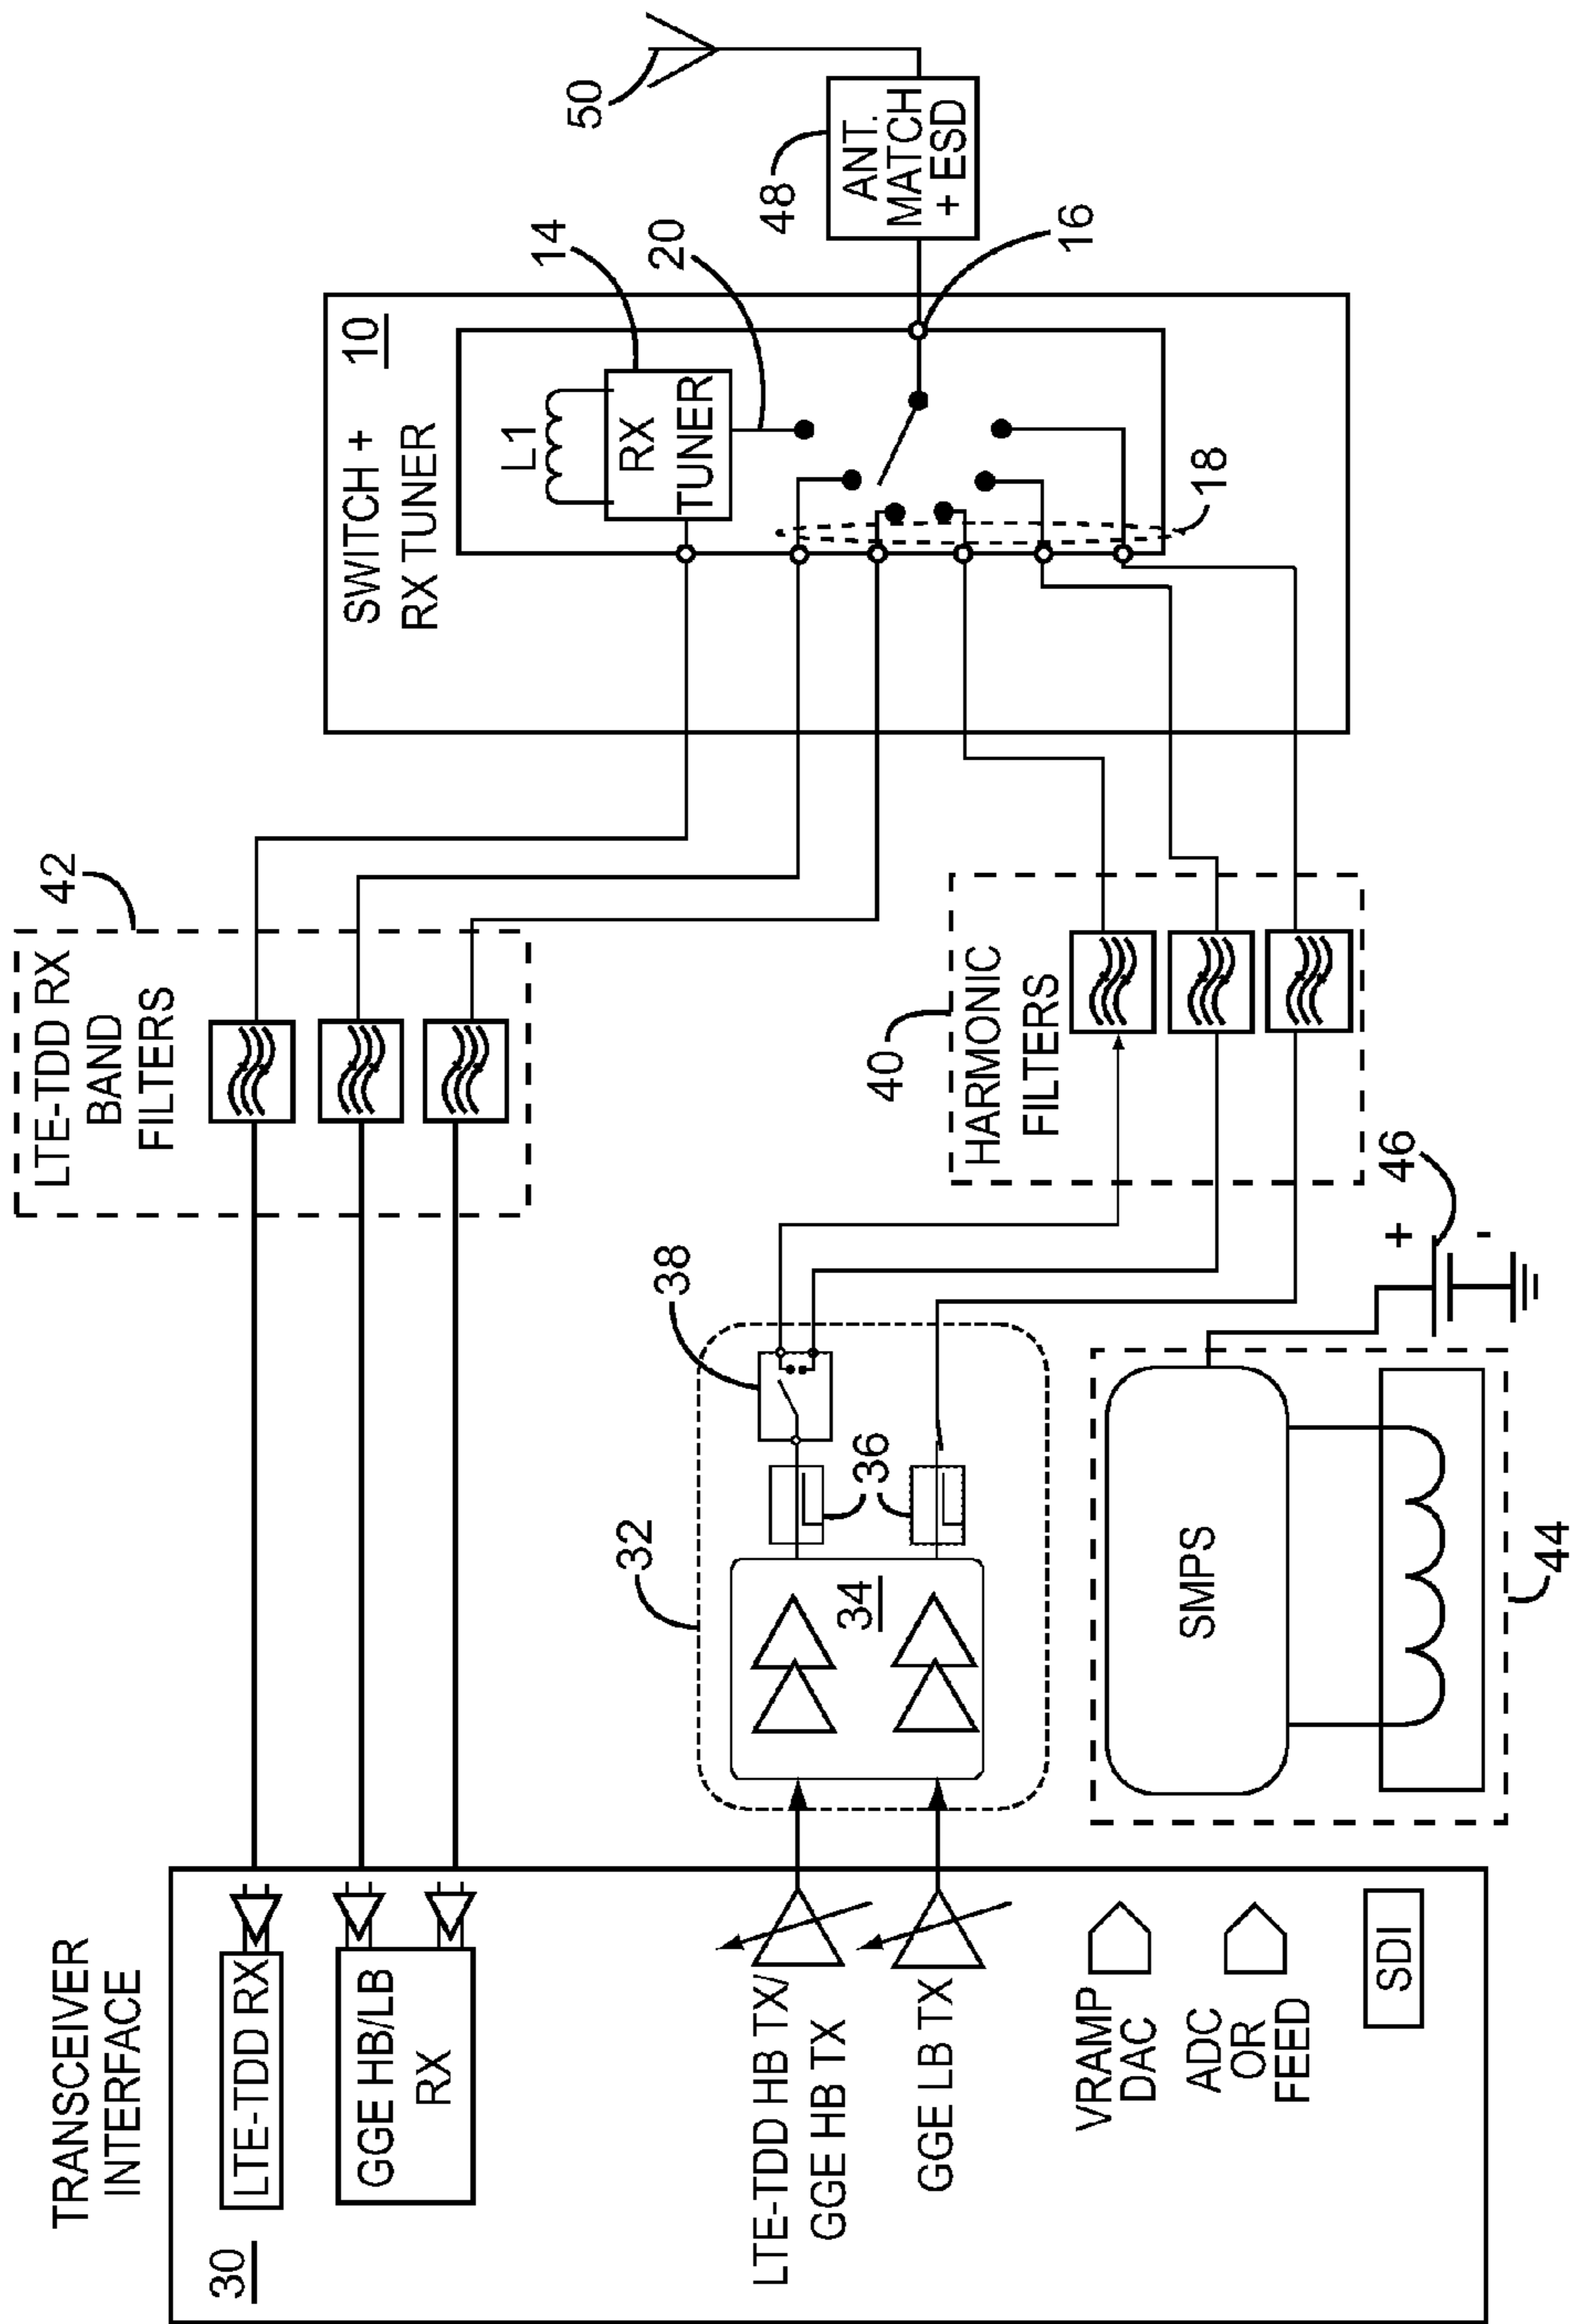 TRANSCEIVER
INTERFACE
30
LTE-TDD RX
GGE HB/LB
RX
LTE-TDD HB TX/
GGE HB TX
GGE LB TX
VRAMP
DAC
ADC
OR
FEED
SDI
LTE-TDD RX
BAND
FILTERS
42
32
34
36
38
SMPS
44
46
+
-
40
HARMONIC
FILTERS
SWITCH +
RX TUNER
10
L1
RX
TUNER
14
20
18
16
48
ANT.
MATCH
+ ESD
50